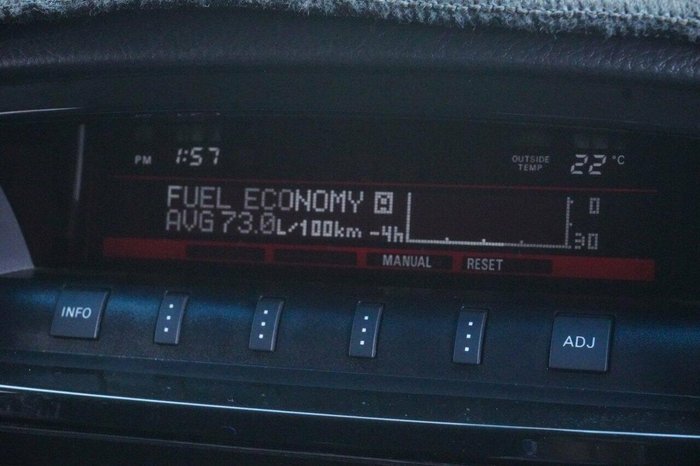 PM 1:57 OUTSIDE TEMP 22°C
FUEL ECONOMY H 0
AVG 73.0L/100km -4h 30
MANUAL RESET
INFO ADJ